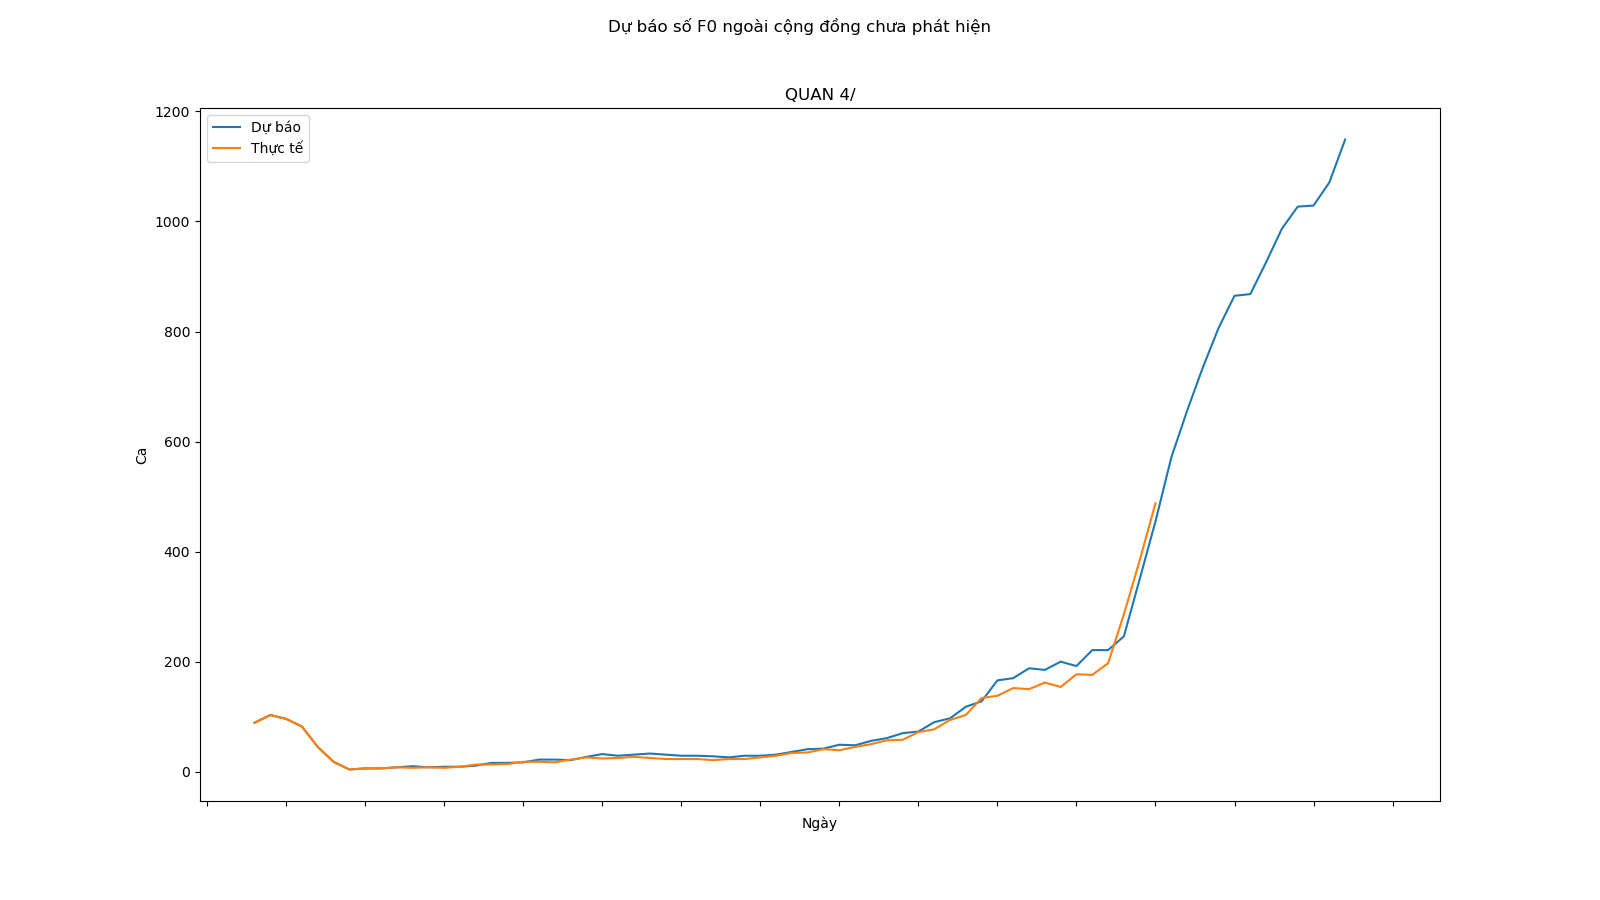 Dự báo số F0 ngoài cộng đồng chưa phát hiện
QUAN 4/
Dự báo
Thực tế
1200
1000
800
600
400
200
0
Ca
Ngày